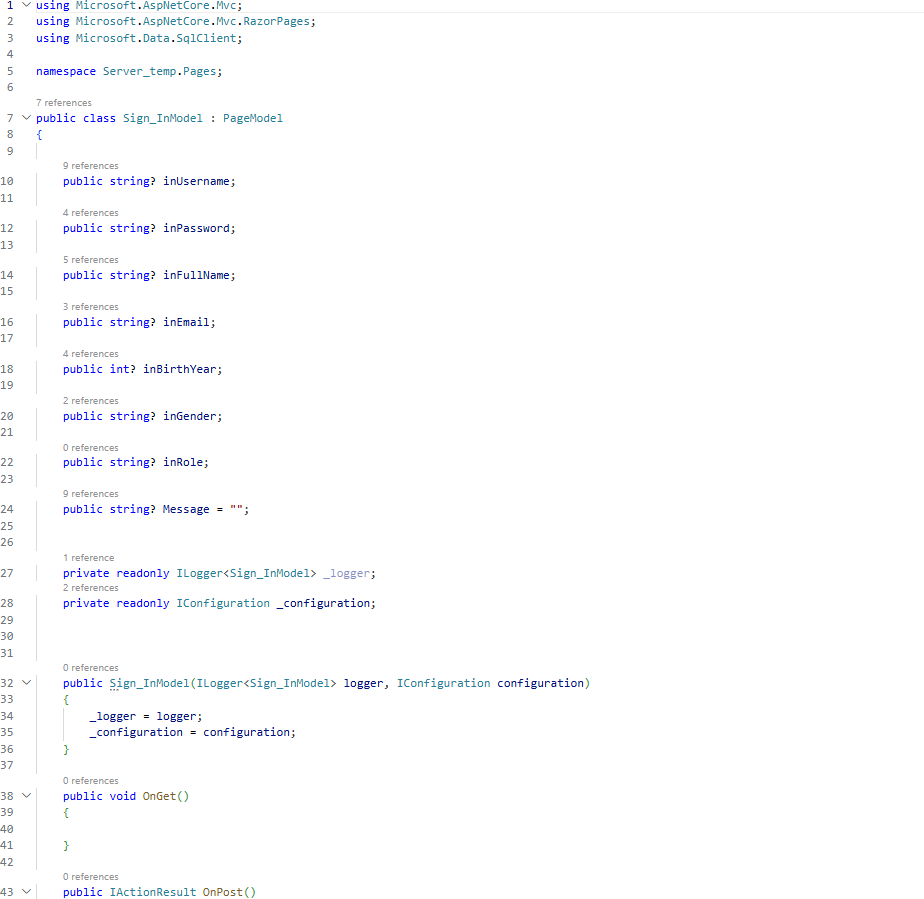 1 using Microsoft.AspNetCore.Mvc;
2 using Microsoft.AspNetCore.Mvc.RazorPages;
3 using Microsoft.Data.SqlClient;
4
5 namespace Server_temp.Pages;
6
7 references
7 public class Sign_InModel : PageModel
8 {
9
9 references
10 public string? inUsername;
11
4 references
12 public string? inPassword;
13
5 references
14 public string? inFullName;
15
3 references
16 public string? inEmail;
17
4 references
18 public int? inBirthYear;
19
2 references
20 public string? inGender;
21
0 references
22 public string? inRole;
23
9 references
24 public string? Message = "";
25
26
1 reference
27 private readonly ILogger<Sign_InModel> _logger;
2 references
28 private readonly IConfiguration _configuration;
29
30
31
0 references
32 public Sign_InModel(ILogger<Sign_InModel> logger, IConfiguration configuration)
33 {
34 _logger = logger;
35 _configuration = configuration;
36 }
37
0 references
38 public void OnGet()
39 {
40
41 }
42
0 references
43 public IActionResult OnPost()